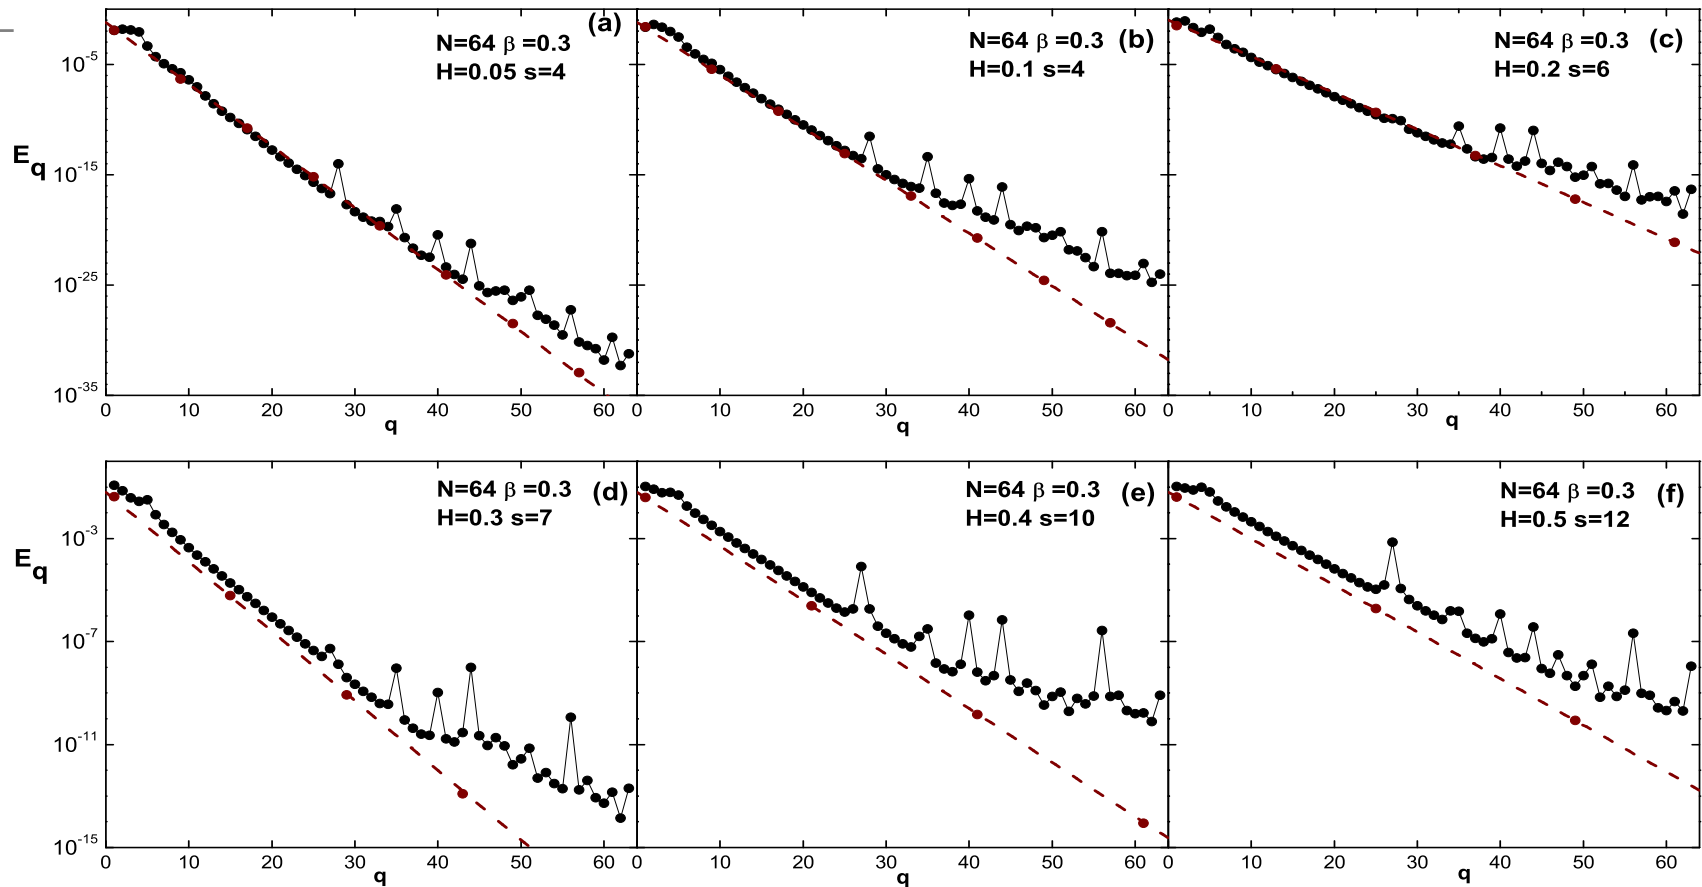 (a)
N=64 β =0.3
H=0.05 s=4
(b)
N=64 β =0.3
H=0.1 s=4
(c)
N=64 β =0.3
H=0.2 s=6
10-5
10-15
10-25
10-35
Eq
0 10 20 30 40 50 60
q
0 10 20 30 40 50 60
q
0 10 20 30 40 50 60
q
(d)
N=64 β =0.3
H=0.3 s=7
(e)
N=64 β =0.3
H=0.4 s=10
(f)
N=64 β =0.3
H=0.5 s=12
10-3
10-7
10-11
10-15
Eq
0 10 20 30 40 50 60
q
0 10 20 30 40 50 60
q
0 10 20 30 40 50 60
q